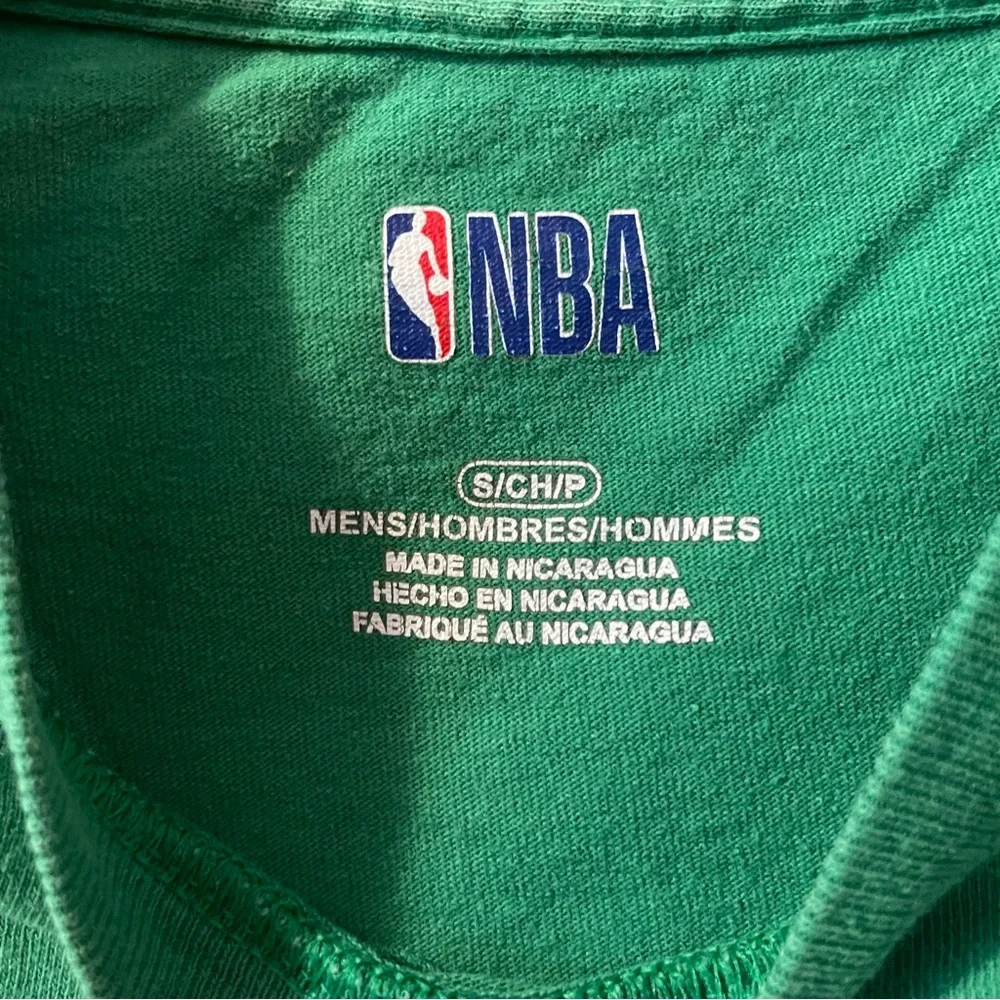 NBA
S/CH/P
MENS/HOMBRES/HOMMES
MADE IN NICARAGUA
HECHO EN NICARAGUA
FABRIQUÉ AU NICARAGUA